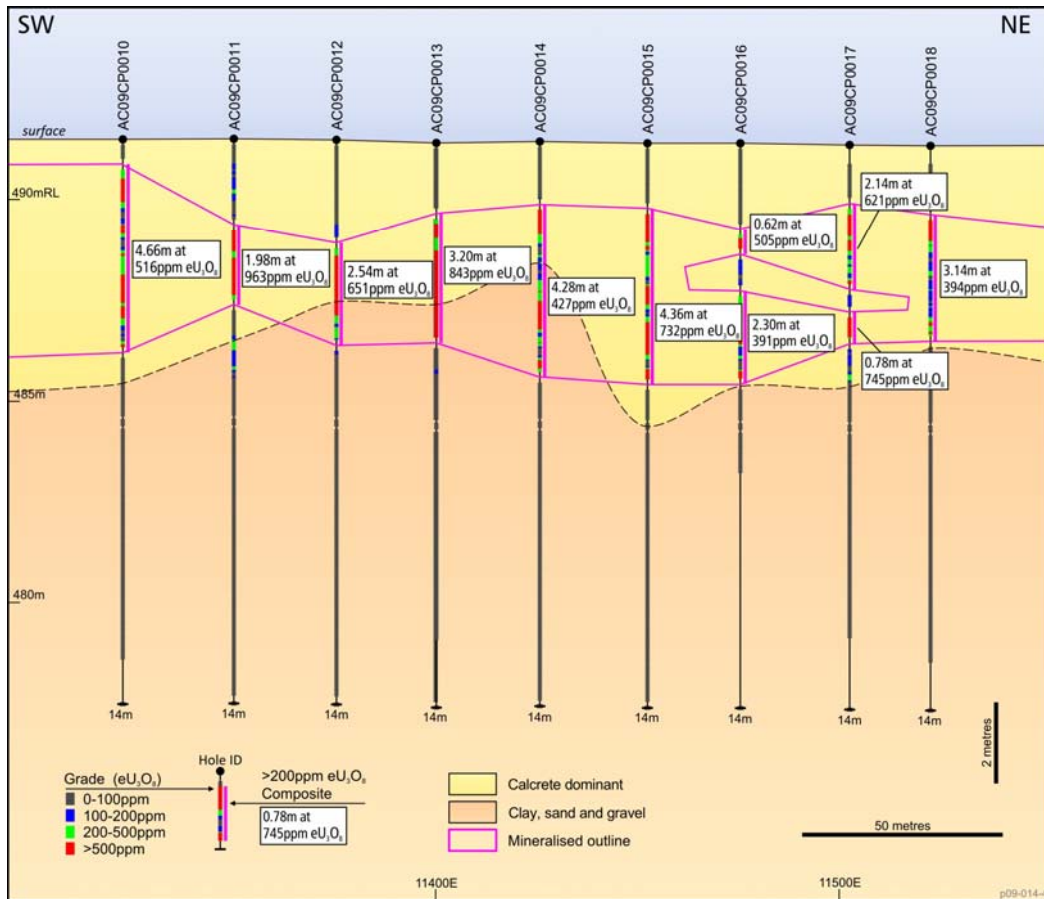 SW
NE
AC09CP0010
AC09CP0011
AC09CP0012
AC09CP0013
AC09CP0014
AC09CP0015
AC09CP0016
AC09CP0017
AC09CP0018
surface
490mRL
485m
480m
4.66m at
516ppm eU₃O₈
1.98m at
963ppm eU₃O₈
2.54m at
651ppm eU₃O₈
3.20m at
843ppm eU₃O₈
4.28m at
427ppm eU₃O₈
4.36m at
732ppm eU₃O₈
0.62m at
505ppm eU₃O₈
2.30m at
391ppm eU₃O₈
2.14m at
621ppm eU₃O₈
0.78m at
745ppm eU₃O₈
3.14m at
394ppm eU₃O₈
14m
14m
14m
14m
14m
14m
14m
14m
14m
2 metres
Grade (eU₃O₈)
0-100ppm
100-200ppm
200-500ppm
>500ppm
Hole ID
>200ppm eU₃O₈
Composite
0.78m at
745ppm eU₃O₈
Calcrete dominant
Clay, sand and gravel
Mineralised outline
50 metres
11400E
11500E